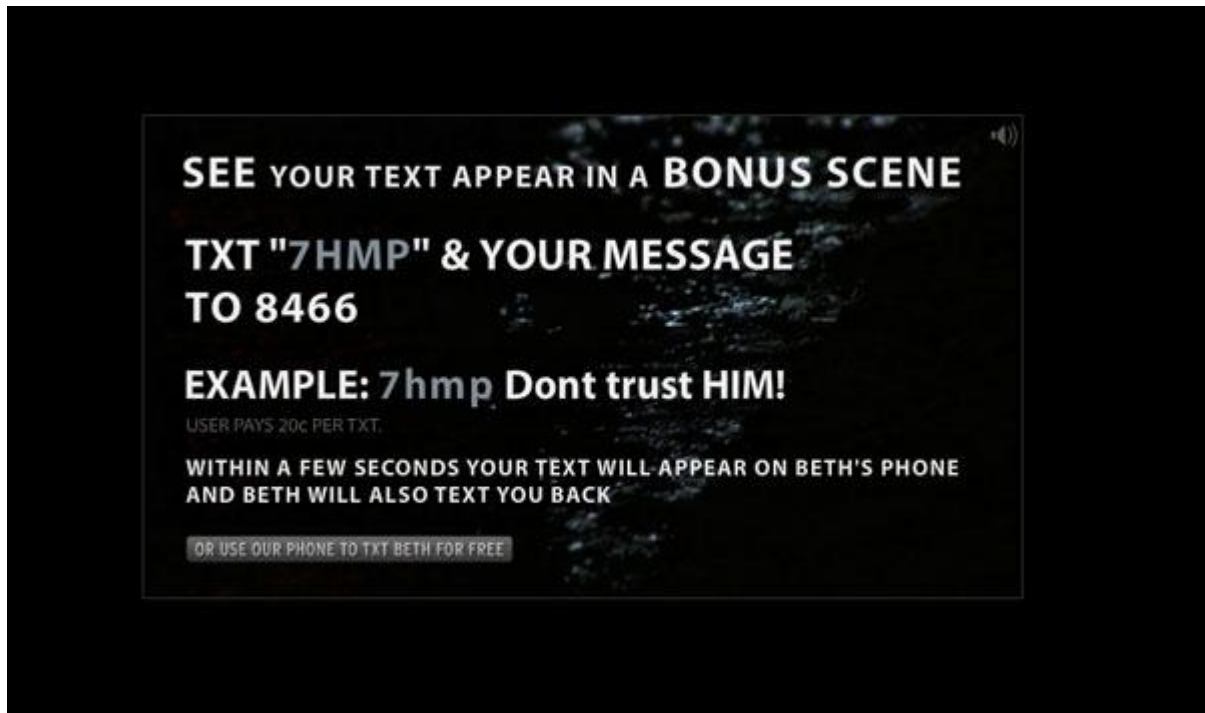 SEE YOUR TEXT APPEAR IN A BONUS SCENE
TXT "7HMP" & YOUR MESSAGE
TO 8466
EXAMPLE: 7hmp Dont trust HIM!
USER PAYS 20c PER TXT.
WITHIN A FEW SECONDS YOUR TEXT WILL APPEAR ON BETH'S PHONE
AND BETH WILL ALSO TEXT YOU BACK
OR USE OUR PHONE TO TXT BETH FOR FREE